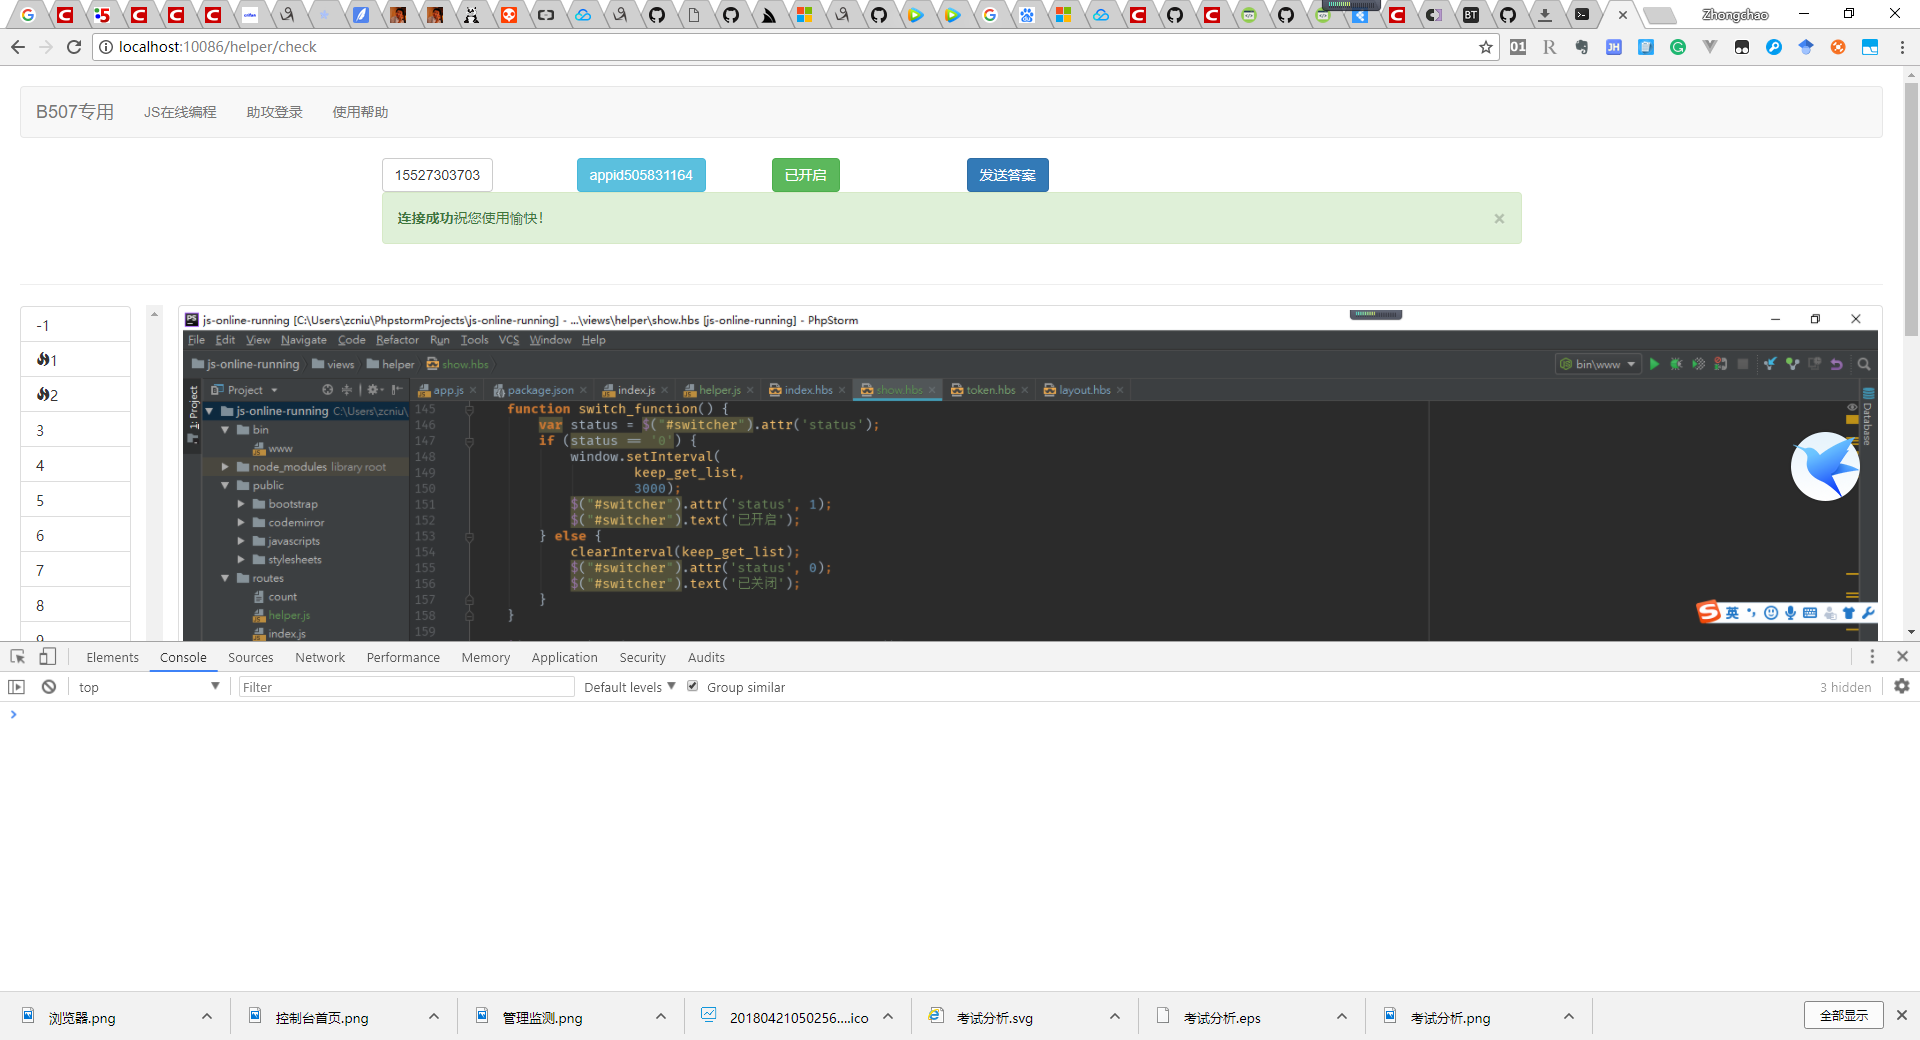 Zhongchao
localhost:10086/helper/check
B507专用 JS在线编程 助攻登录 使用帮助
15527303703 appid505831164 已开启 发送答案
连接成功祝您使用愉快！ ×
-1
1
2
3
4
5
6
7
8
9
js-online-running [C:\Users\zcniu\PhpstormProjects\js-online-running] - ...\views\helper\show.hbs [js-online-running] - PhpStorm
File Edit View Navigate Code Refactor Run Tools VCS Window Help
js-online-running views helper show.hbs bin\www
Project app.js package.json index.js helper.js index.hbs show.hbs token.hbs layout.hbs
1: Project
Database
js-online-running C:\Users\zcniu\
bin
www
node_modules library root
public
bootstrap
codemirror
javascripts
stylesheets
routes
count
helper.js
index.js
145 function switch_function() {
146 var status = $("#switcher").attr('status');
147 if (status == '0') {
148 window.setInterval(
149 keep_get_list,
150 3000);
151 $("#switcher").attr('status', 1);
152 $("#switcher").text('已开启');
153 } else {
154 clearInterval(keep_get_list);
155 $("#switcher").attr('status', 0);
156 $("#switcher").text('已关闭');
157 }
158 }
159
英
Elements Console Sources Network Performance Memory Application Security Audits
top Filter Default levels Group similar 3 hidden
浏览器.png 控制台首页.png 管理监测.png 20180421050256....ico 考试分析.svg 考试分析.eps 考试分析.png 全部显示